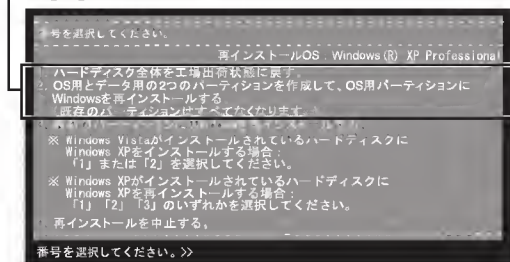 号を選択してください。
再インストールOS : Windows(R) XP Professional
1. ハードディスク全体を工場出荷状態に戻す。
2. OS用とデータ用の2つのパーティションを作成して、OS用パーティションに
Windowsを再インストールする
既存のパーティションはすべてなくなります。
※ Windows Vistaがインストールされているハードディスクに
Windows XPをインストールする場合:
「1」または「2」を選択してください。
※ Windows XPがインストールされているハードディスクに
Windows XPを再インストールする場合:
「1」「2」「3」のいずれかを選択してください。
再インストールを中止する。
番号を選択してください。>>